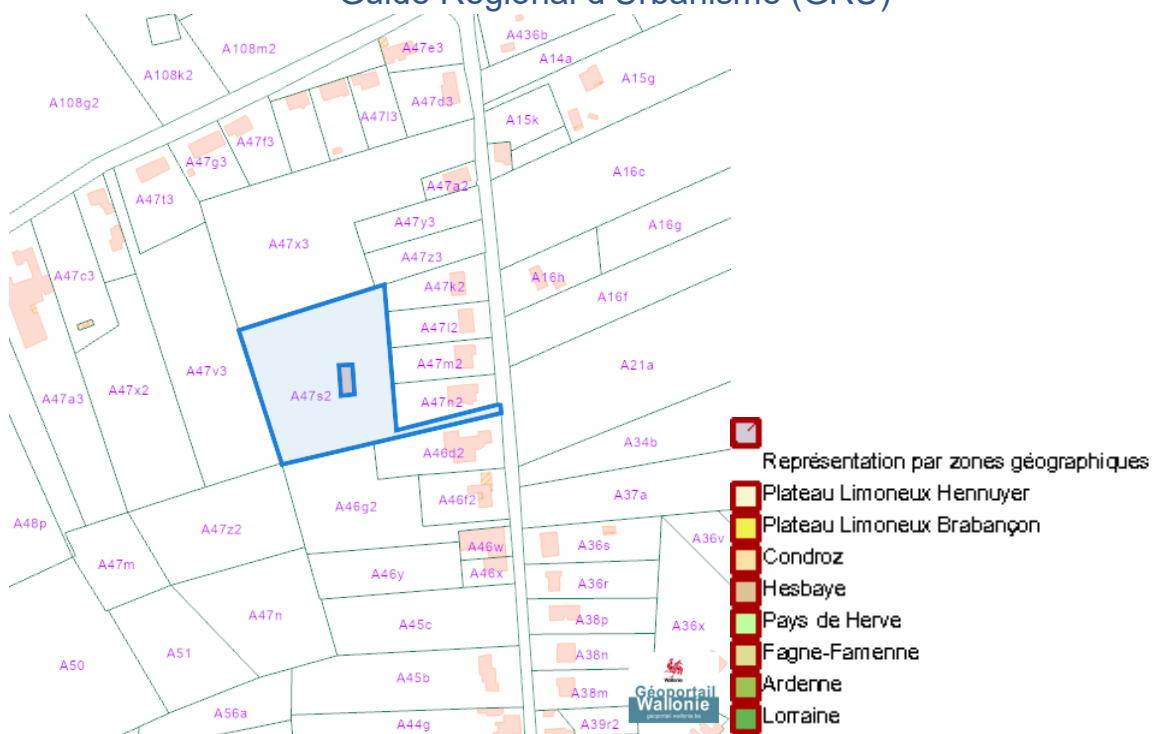 Guide Régional d'Urbanisme (GRU)
A436b
A108m2
A47e3
A14a
A108k2
A15g
A108g2
A47d3
A47l3
A15k
A47f3
A47g3
A16c
A47a2
A47t3
A47y3
A16g
A47x3
A47z3
A47c3
A16h
A47k2
A16f
A47l2
A47m2
A21a
A47v3
A47x2
A47s2
A47a3
A47n2
A34b
A46d2
Représentation par zones géographiques
A37a
Plateau Limoneux Hennuyer
A46f2
A46g2
A48p
A47z2
Plateau Limoneux Brabançon
A36v
A36s
A46w
Condroz
A47m
A46y
A46x
A36r
Hesbaye
A47n
A45c
A38p
A36x
Pays de Herve
A51
A50
A38n
Fagne-Famenne
A45b
Wallonie
A38m
Géoportail
Wallonie
geoportail.wallonie.be
Ardenne
A56a
A44g
A39r2
Lorraine